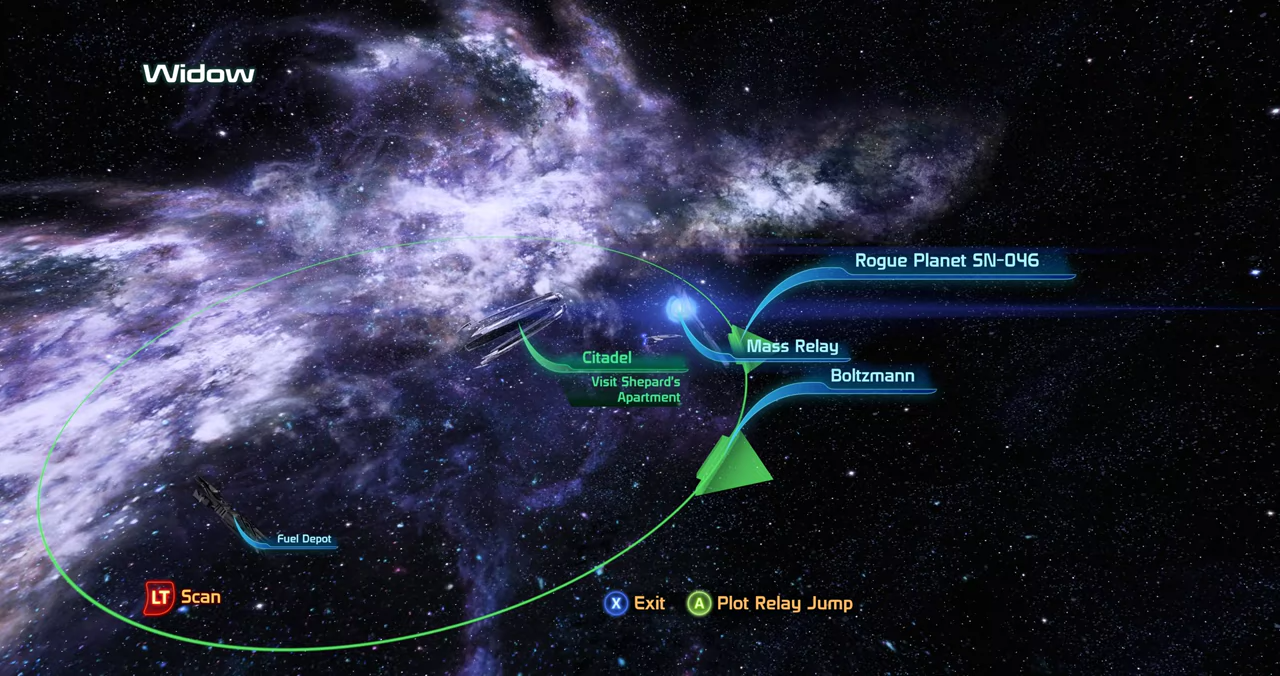 Widow
Rogue Planet SN-046
Mass Relay
Citadel
Visit Shepard's
Apartment
Boltzmann
Fuel Depot
LT Scan
X Exit A Plot Relay Jump